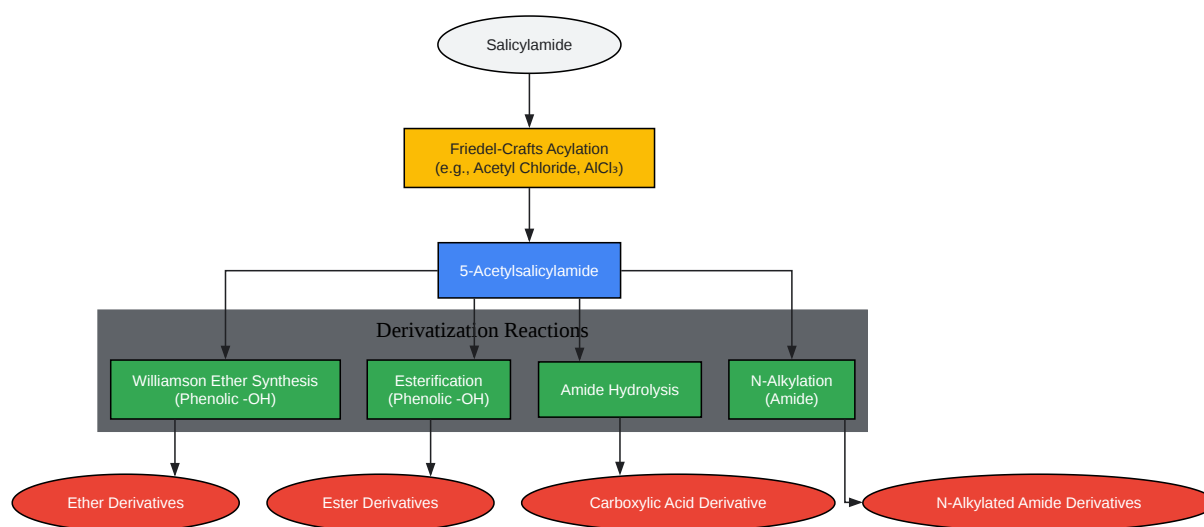 Salicylamide
Friedel-Crafts Acylation
(e.g., Acetyl Chloride, AlCl₃)
5-Acetylsalicylamide
Derivatization Reactions
Williamson Ether Synthesis
(Phenolic -OH)
Esterification
(Phenolic -OH)
Amide Hydrolysis
N-Alkylation
(Amide)
Ether Derivatives
Ester Derivatives
Carboxylic Acid Derivative
N-Alkylated Amide Derivatives